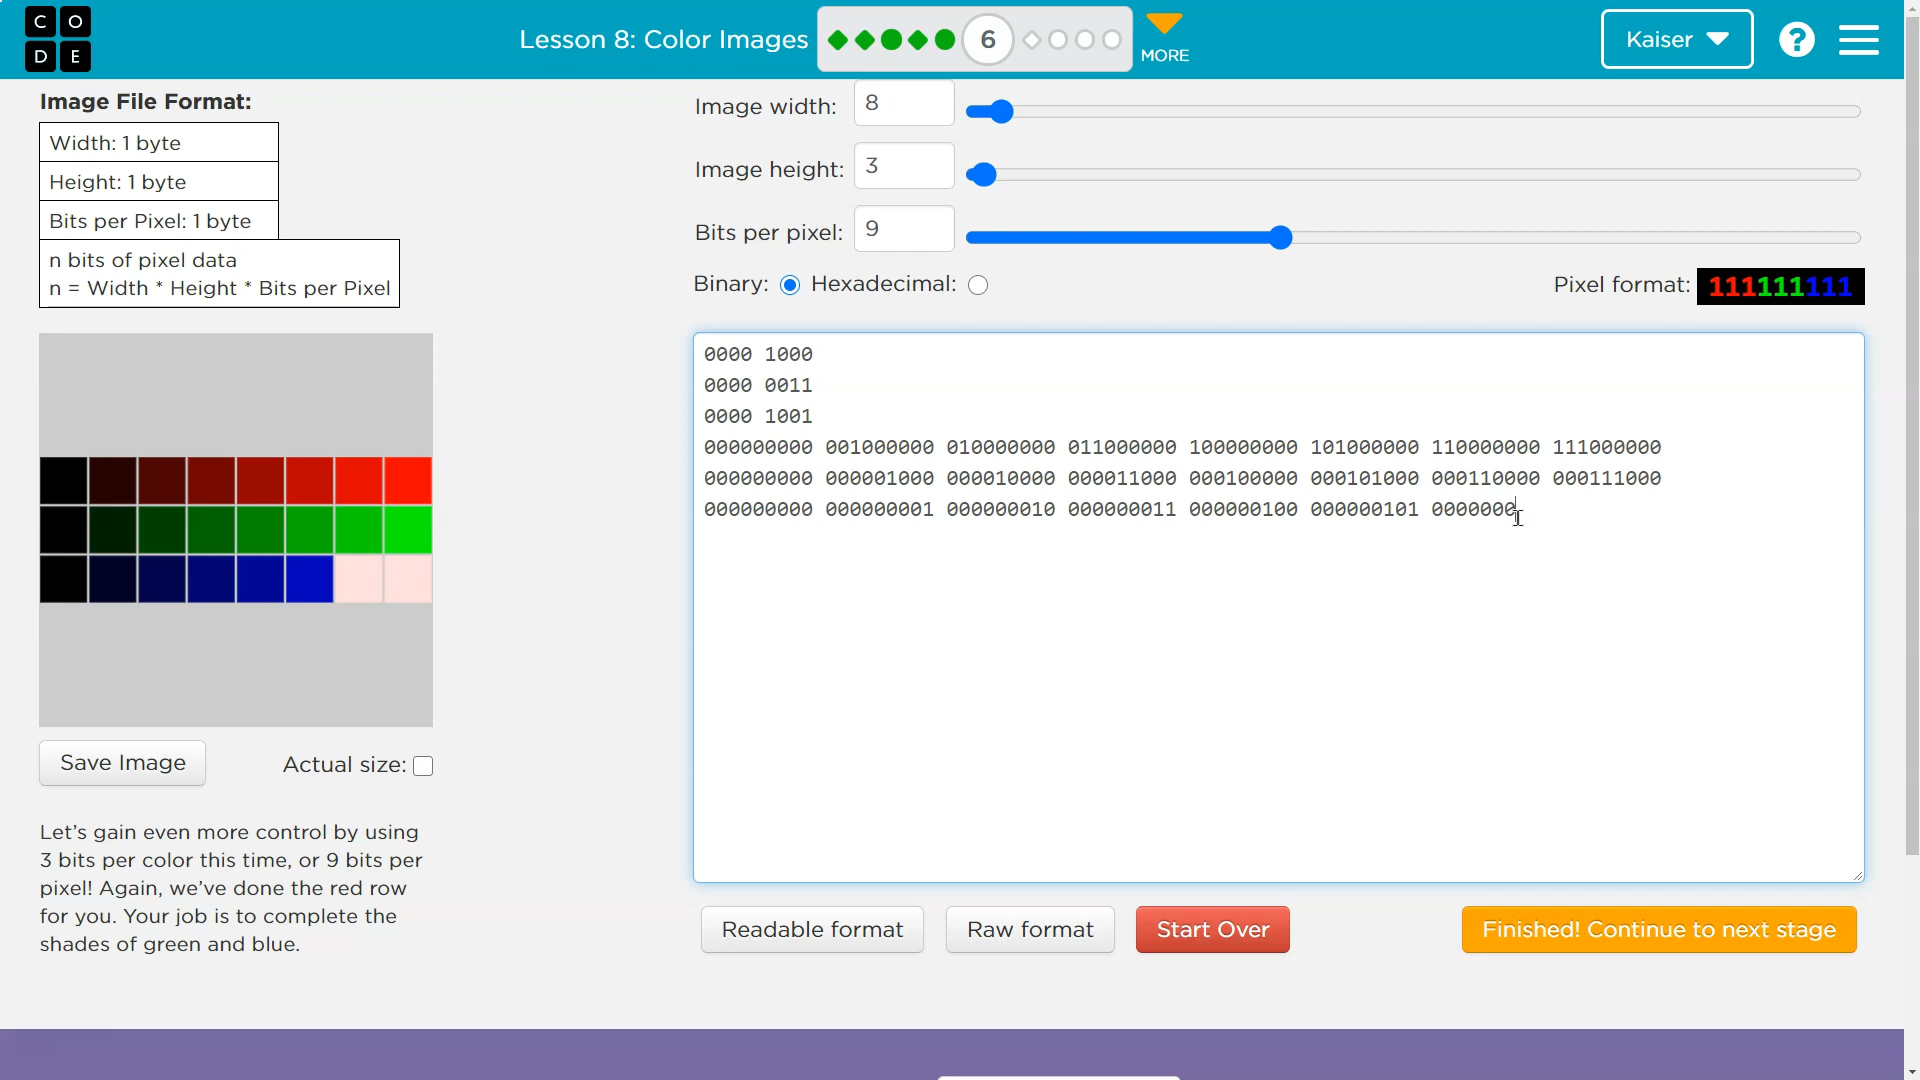 C O
D E
Lesson 8: Color Images
6
MORE
Kaiser
?
Image File Format:
Width: 1 byte
Height: 1 byte
Bits per Pixel: 1 byte
n bits of pixel data
n = Width * Height * Bits per Pixel
Image width: 8
Image height: 3
Bits per pixel: 9
Binary: Hexadecimal:
Pixel format: 111111111
0000 1000
0000 0011
0000 1001
000000000 001000000 010000000 011000000 100000000 101000000 110000000 111000000
000000000 000001000 000010000 000011000 000100000 000101000 000110000 000111000
000000000 000000001 000000010 000000011 000000100 000000101 0000000
Save Image
Actual size:
Let's gain even more control by using
3 bits per color this time, or 9 bits per
pixel! Again, we've done the red row
for you. Your job is to complete the
shades of green and blue.
Readable format
Raw format
Start Over
Finished! Continue to next stage